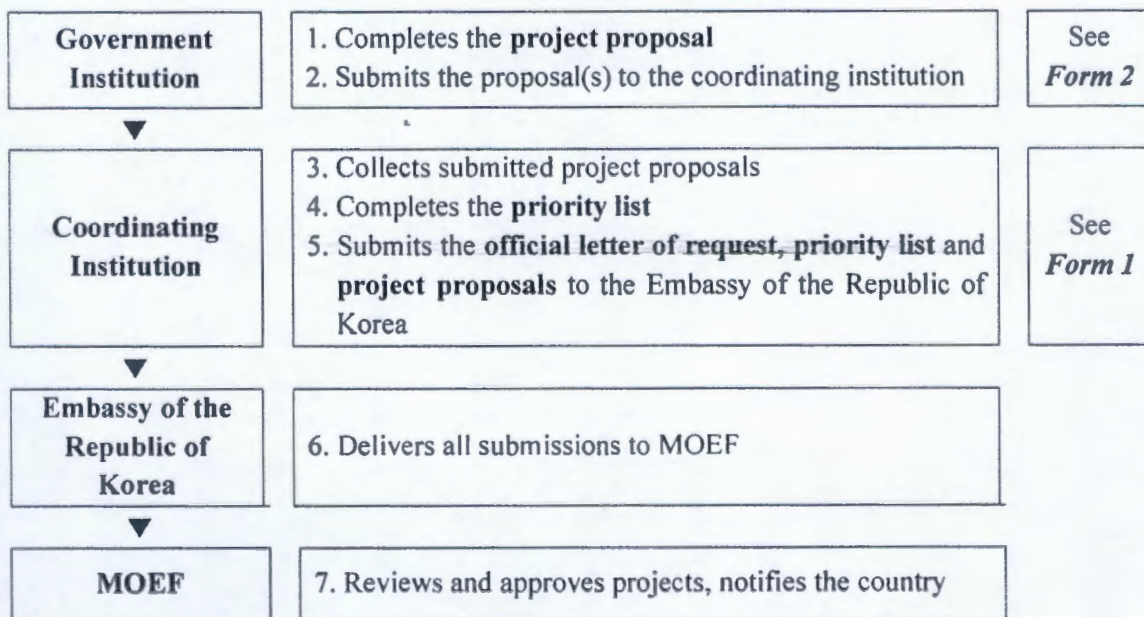 Government
Institution
1. Completes the project proposal
2. Submits the proposal(s) to the coordinating institution
See
Form 2
Coordinating
Institution
3. Collects submitted project proposals
4. Completes the priority list
5. Submits the official letter of request, priority list and
project proposals to the Embassy of the Republic of
Korea
See
Form 1
Embassy of the
Republic of
Korea
6. Delivers all submissions to MOEF
MOEF
7. Reviews and approves projects, notifies the country